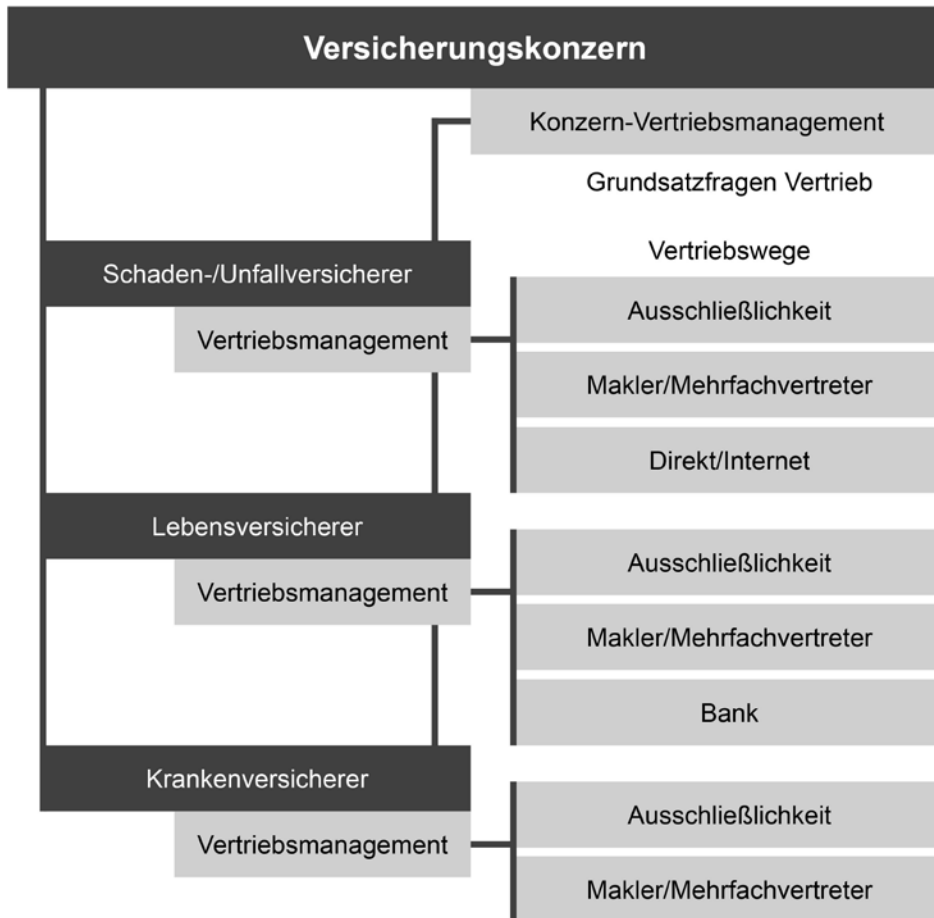 Versicherungskonzern
Konzern-Vertriebsmanagement
Grundsatzfragen Vertrieb
Vertriebswege
Schaden-/Unfallversicherer
Ausschließlichkeit
Vertriebsmanagement
Makler/Mehrfachvertreter
Direkt/Internet
Lebensversicherer
Ausschließlichkeit
Vertriebsmanagement
Makler/Mehrfachvertreter
Bank
Krankenversicherer
Ausschließlichkeit
Vertriebsmanagement
Makler/Mehrfachvertreter